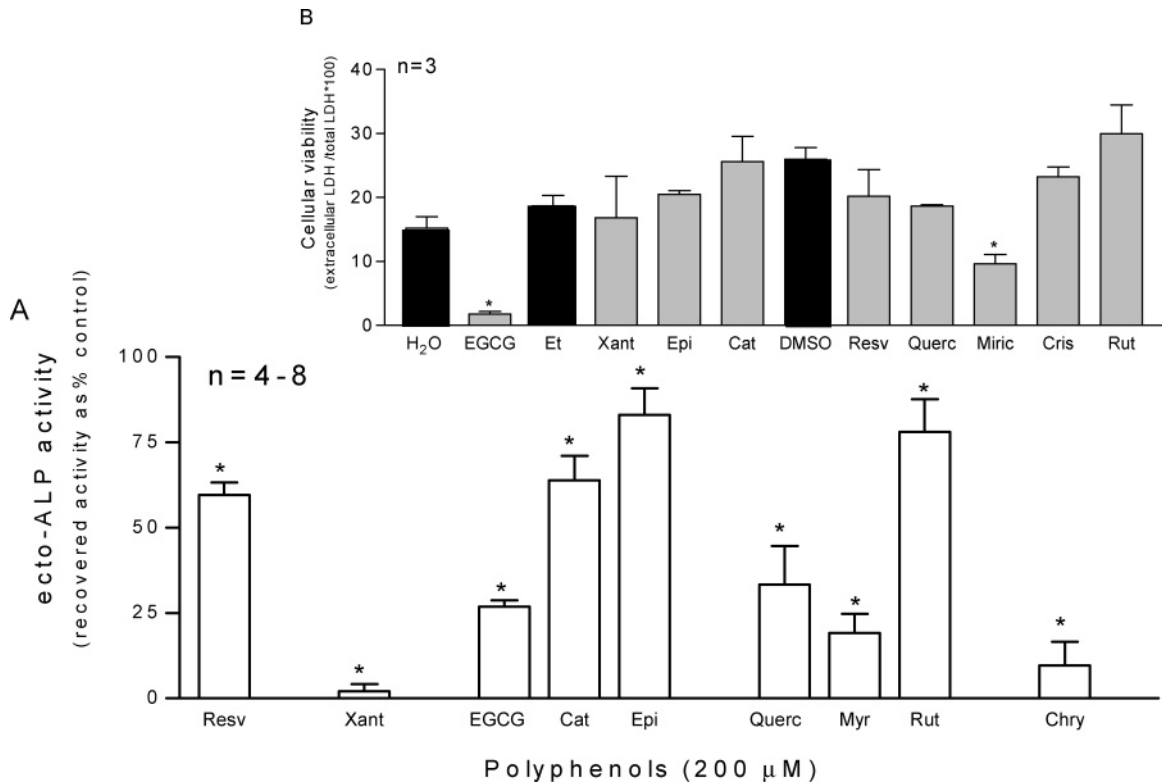 B
n=3
Cellular viability
(extracellular LDH /total LDH*100)
40
30
20
10
0
*
*
H2O EGCG Et Xant Epi Cat DMSO Resv Querc Miric Cris Rut
A
n = 4 - 8
ecto-ALP activity
(recovered activity as% control)
100
75
50
25
0
* * * * * * * * *
Resv Xant EGCG Cat Epi Querc Myr Rut Chry
Polyphenols (200 µM)